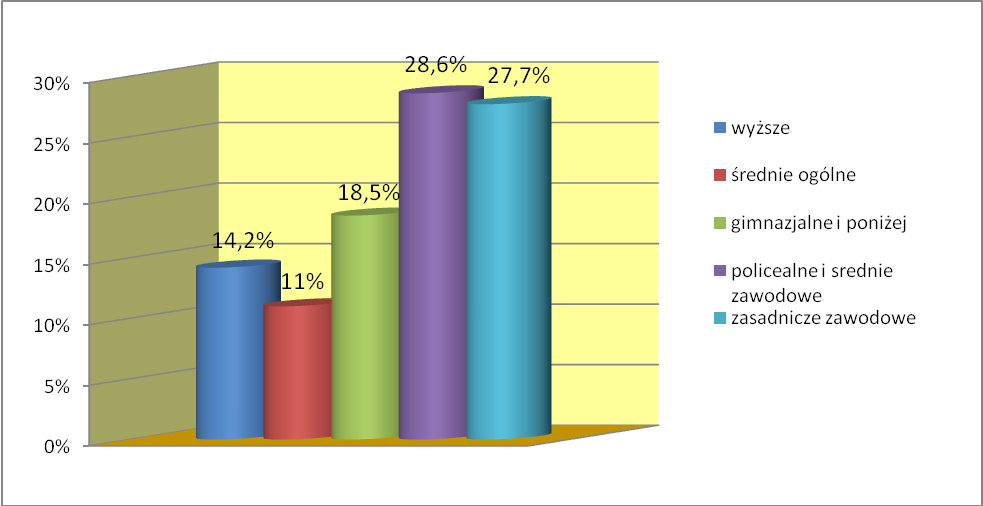 30%
25%
20%
15%
10%
5%
0%
14,2%
11%
18,5%
28,6%
27,7%
wyższe
średnie ogólne
gimnazjalne i poniżej
policealne i srednie
zawodowe
zasadnicze zawodowe